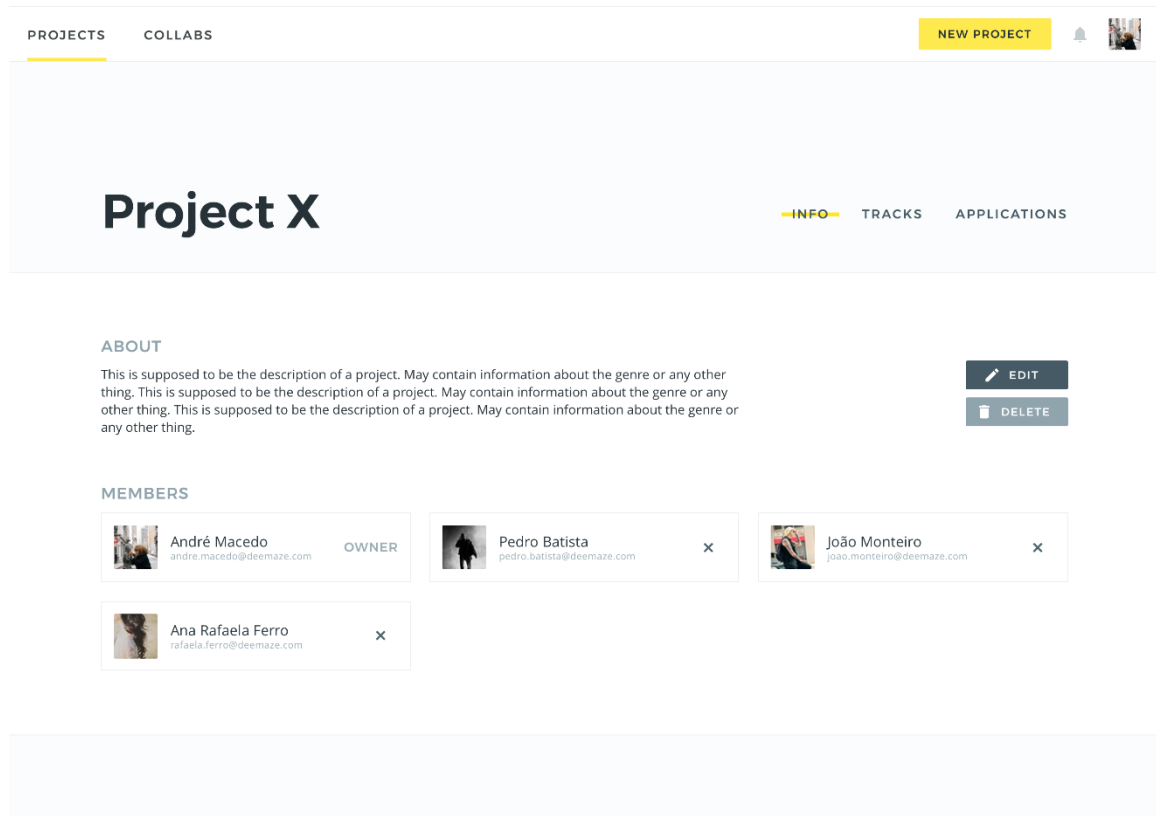 PROJECTS COLLABS NEW PROJECT
Project X
INFO TRACKS APPLICATIONS
ABOUT
This is supposed to be the description of a project. May contain information about the genre or any other
thing. This is supposed to be the description of a project. May contain information about the genre or any
other thing. This is supposed to be the description of a project. May contain information about the genre or
any other thing.
EDIT
DELETE
MEMBERS
André Macedo
andre.macedo@deemaze.com
OWNER
Pedro Batista
pedro.batista@deemaze.com
João Monteiro
joao.monteiro@deemaze.com
Ana Rafaela Ferro
rafaela.ferro@deemaze.com